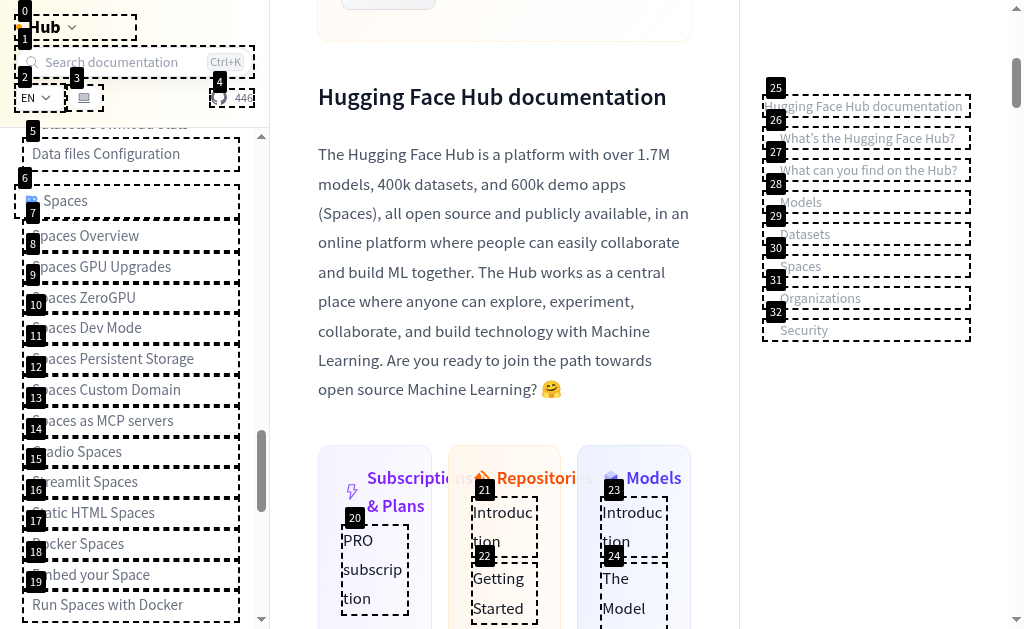 0
Hub
1
Search documentation Ctrl+K
2
EN
3
4
446
5
Data files Configuration
6
Spaces
7
Spaces Overview
8
Spaces GPU Upgrades
9
Spaces ZeroGPU
10
Spaces Dev Mode
11
Spaces Persistent Storage
12
Spaces Custom Domain
13
Spaces as MCP servers
14
Gradio Spaces
15
Streamlit Spaces
16
Static HTML Spaces
17
Docker Spaces
18
Embed your Space
19
Run Spaces with Docker
Hugging Face Hub documentation
The Hugging Face Hub is a platform with over 1.7M
models, 400k datasets, and 600k demo apps
(Spaces), all open source and publicly available, in an
online platform where people can easily collaborate
and build ML together. The Hub works as a central
place where anyone can explore, experiment,
collaborate, and build technology with Machine
Learning. Are you ready to join the path towards
open source Machine Learning? 🤗
Subscriptions
& Plans
20
PRO
subscrip
tion
Repositories
21
Introduc
tion
22
Getting
Started
Models
23
Introduc
tion
24
The
Model
25
Hugging Face Hub documentation
26
What's the Hugging Face Hub?
27
What can you find on the Hub?
28
Models
29
Datasets
30
Spaces
31
Organizations
32
Security